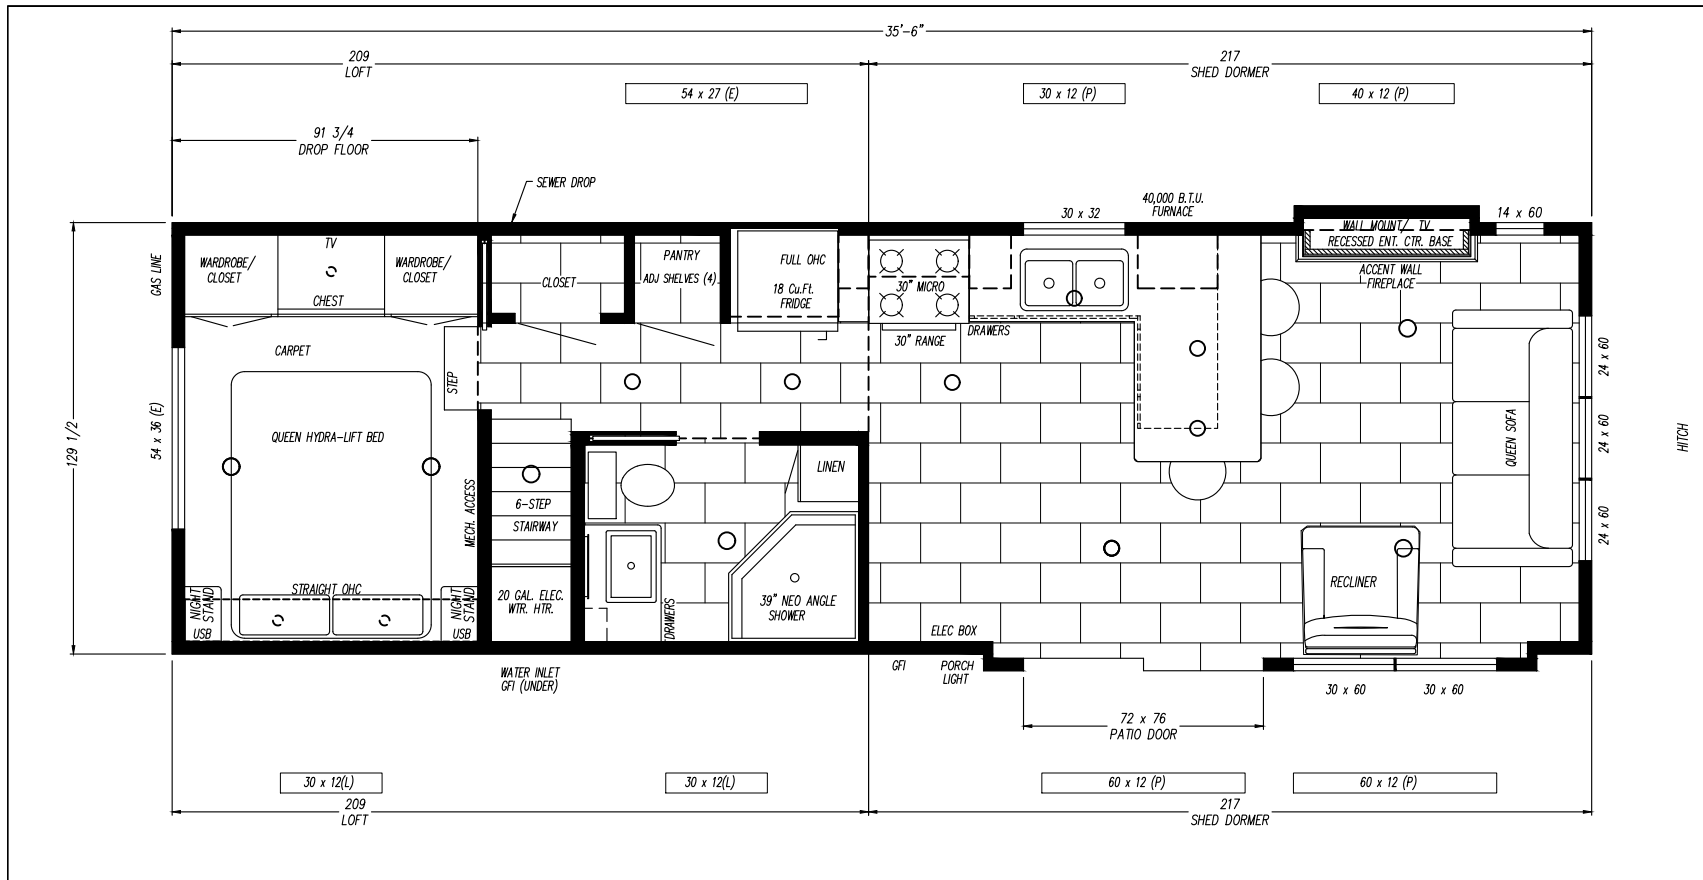 35'-6"
209
LOFT
217
SHED DORMER
54 x 27 (E)
30 x 12 (P)
40 x 12 (P)
91 3/4
DROP FLOOR
SEWER DROP
40,000 B.T.U.
FURNACE
30 x 32
14 x 60
WALL MOUNT/ TV
RECESSED ENT. CTR. BASE
ACCENT WALL
FIREPLACE
GAS LINE
WARDROBE/
CLOSET
TV
CHEST
WARDROBE/
CLOSET
CLOSET
PANTRY
ADJ SHELVES (4)
FULL OHC
18 Cu.Ft.
FRIDGE
30" MICRO
30" RANGE
DRAWERS
CARPET
STEP
24 x 60
24 x 60
24 x 60
QUEEN SOFA
HITCH
129 1/2
54 x 36 (E)
QUEEN HYDRA-LIFT BED
MECH. ACCESS
6-STEP
STAIRWAY
LINEN
STRAIGHT OHC
NIGHT
STAND
USB
NIGHT
STAND
USB
20 GAL. ELEC.
WTR. HTR.
DRAWERS
39" NEO ANGLE
SHOWER
RECLINER
ELEC BOX
WATER INLET
GFI (UNDER)
GFI
PORCH
LIGHT
30 x 60
30 x 60
72 x 76
PATIO DOOR
30 x 12(L)
30 x 12(L)
60 x 12 (P)
60 x 12 (P)
209
LOFT
217
SHED DORMER